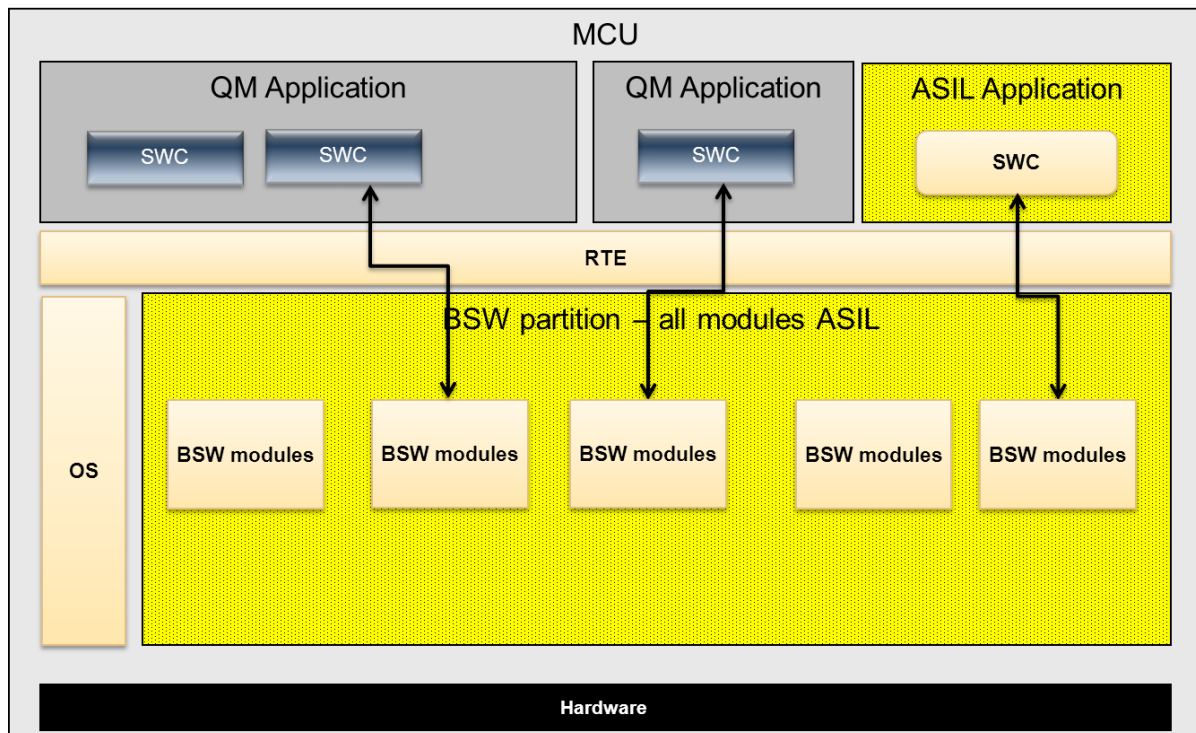 MCU
QM Application
QM Application
ASIL Application
SWC
SWC
SWC
SWC
RTE
BSW partition – all modules ASIL
OS
BSW modules
BSW modules
BSW modules
BSW modules
BSW modules
Hardware